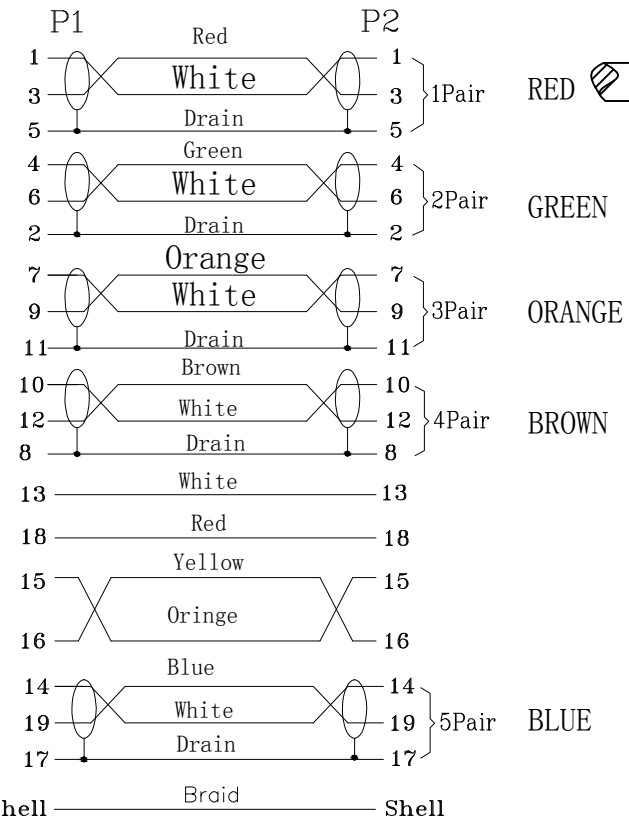 P1 P2
Red
1 1
White
3 3 1Pair RED
Drain
5 5
Green
4 4
White
6 6 2Pair GREEN
Drain
2 2
Orange
7 7
White
9 9 3Pair ORANGE
Drain
11 11
Brown
10 10
White
12 12 4Pair BROWN
Drain
8 8
White
13 13
Red
18 18
Yellow
15 15
Oringe
16 16
Blue
14 14
White
19 19 5Pair BLUE
Drain
17 17
Braid
hell Shell